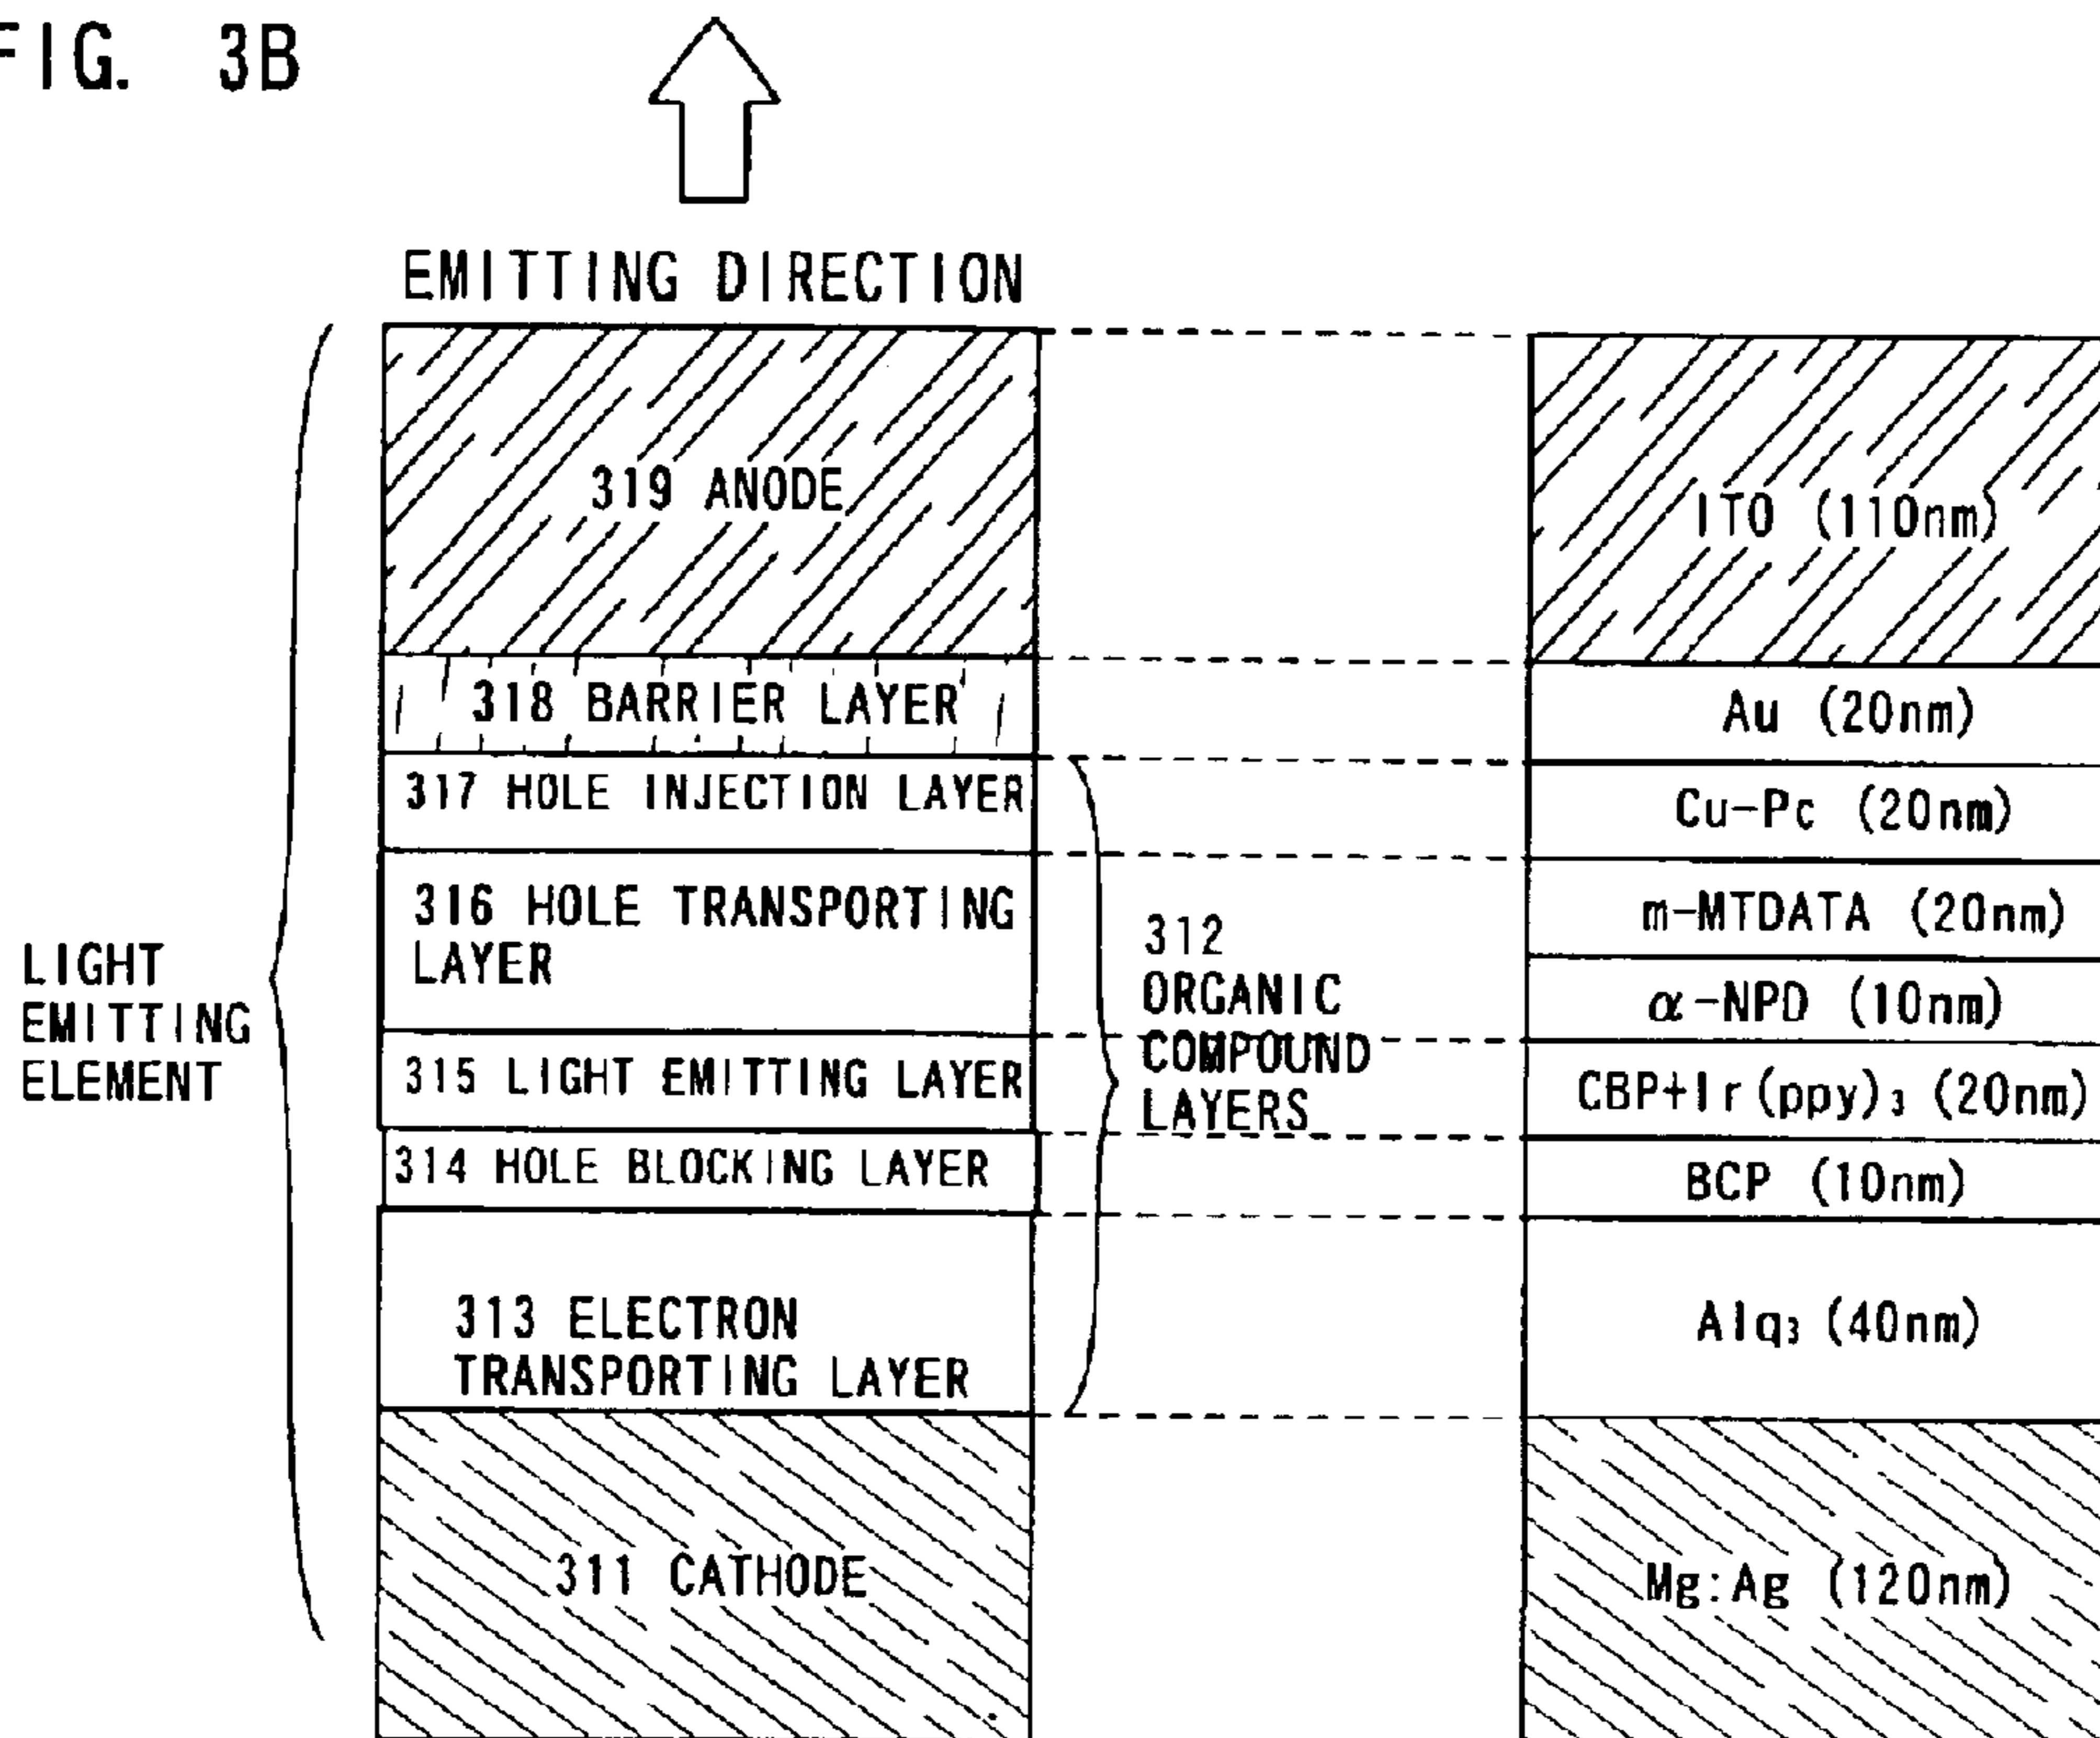 FIG. 3B
EMITTING DIRECTION
319 ANODE
318 BARRIER LAYER
317 HOLE INJECTION LAYER
316 HOLE TRANSPORTING
LAYER
315 LIGHT EMITTING LAYER
314 HOLE BLOCKING LAYER
313 ELECTRON
TRANSPORTING LAYER
311 CATHODE
LIGHT
EMITTING
ELEMENT
312
ORGANIC
COMPOUND
LAYERS
ITO (110nm)
Au (20nm)
Cu-Pc (20nm)
m-MTDATA (20nm)
α-NPD (10nm)
CBP+Ir(ppy)₃ (20nm)
BCP (10nm)
Alq₃ (40nm)
Mg:Ag (120nm)